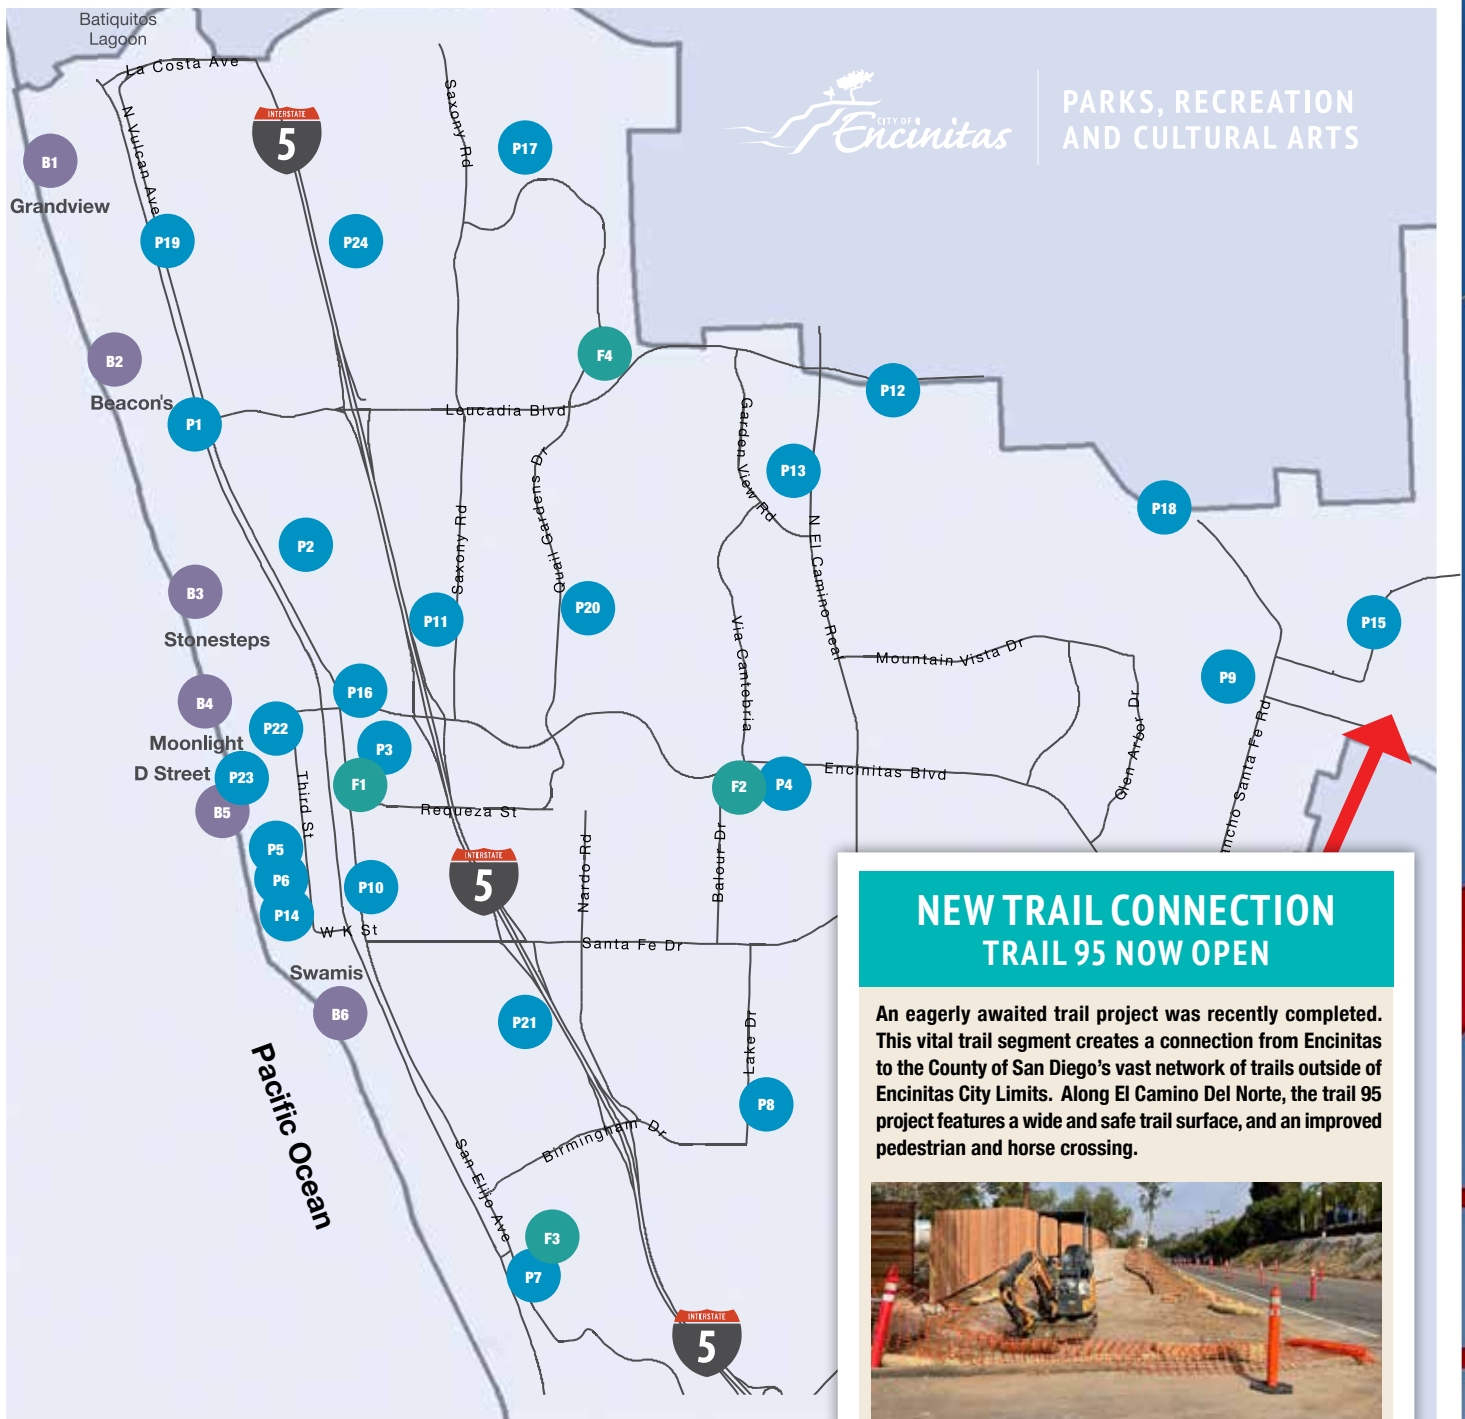 Batiquitos
Lagoon
La Costa Ave
N Vulcan Ave
INTERSTATE
5
Saxony Rd
P17
CITY OF
Encinitas
PARKS, RECREATION
AND CULTURAL ARTS
B1
Grandview
P19
P24
B2
Beacon's
P1
F4
Leucadia Blvd
P12
Garden View Rd
P13
Quail Gardens Dr
Saxony Rd
N El Camino Real
P18
P2
B3
Stonesteps
P11
P20
P15
Via Cantebria
Mountain Vista Dr
P9
P16
B4
Moonlight
P22
P3
D Street
P23
F1
B5
Third St
Requeza St
F2
P4
Encinitas Blvd
Glen Arbor Dr
ancho Santa Fe Rd
P5
P6
P14
P10
INTERSTATE
5
Nardo Rd
Balour Dr
W K St
Santa Fe Dr
Swamis
B6
P21
Lake Dr
P8
Pacific Ocean
Birmingham Dr
San Elijo Ave
F3
P7
INTERSTATE
5
NEW TRAIL CONNECTION
TRAIL 95 NOW OPEN
An eagerly awaited trail project was recently completed.
This vital trail segment creates a connection from Encinitas
to the County of San Diego's vast network of trails outside of
Encinitas City Limits. Along El Camino Del Norte, the trail 95
project features a wide and safe trail surface, and an improved
pedestrian and horse crossing.